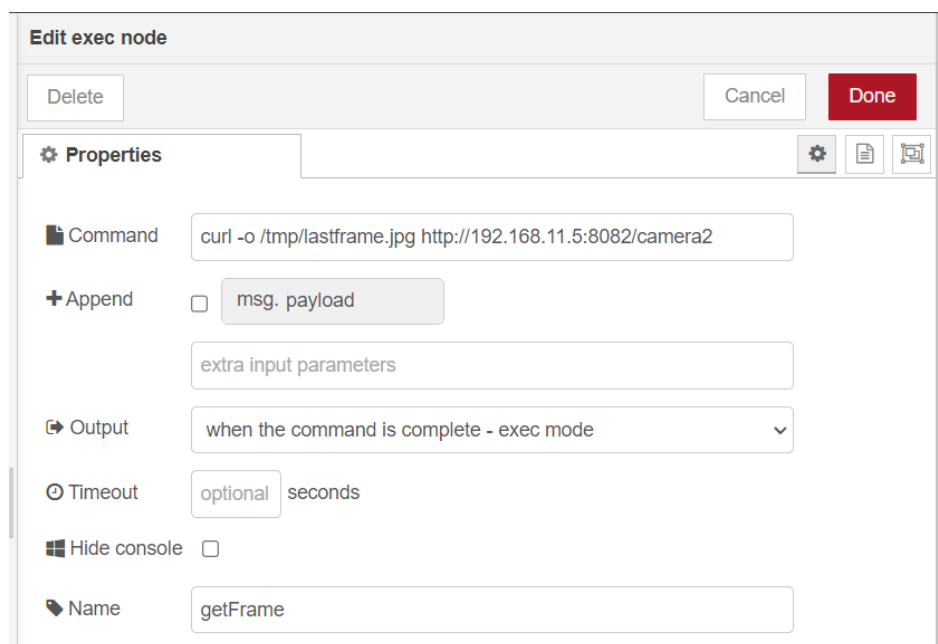 Edit exec node
Delete
Cancel
Done
Properties
Command
curl -o /tmp/lastframe.jpg http://192.168.11.5:8082/camera2
Append
msg. payload
extra input parameters
Output
when the command is complete - exec mode
Timeout
optional
seconds
Hide console
Name
getFrame